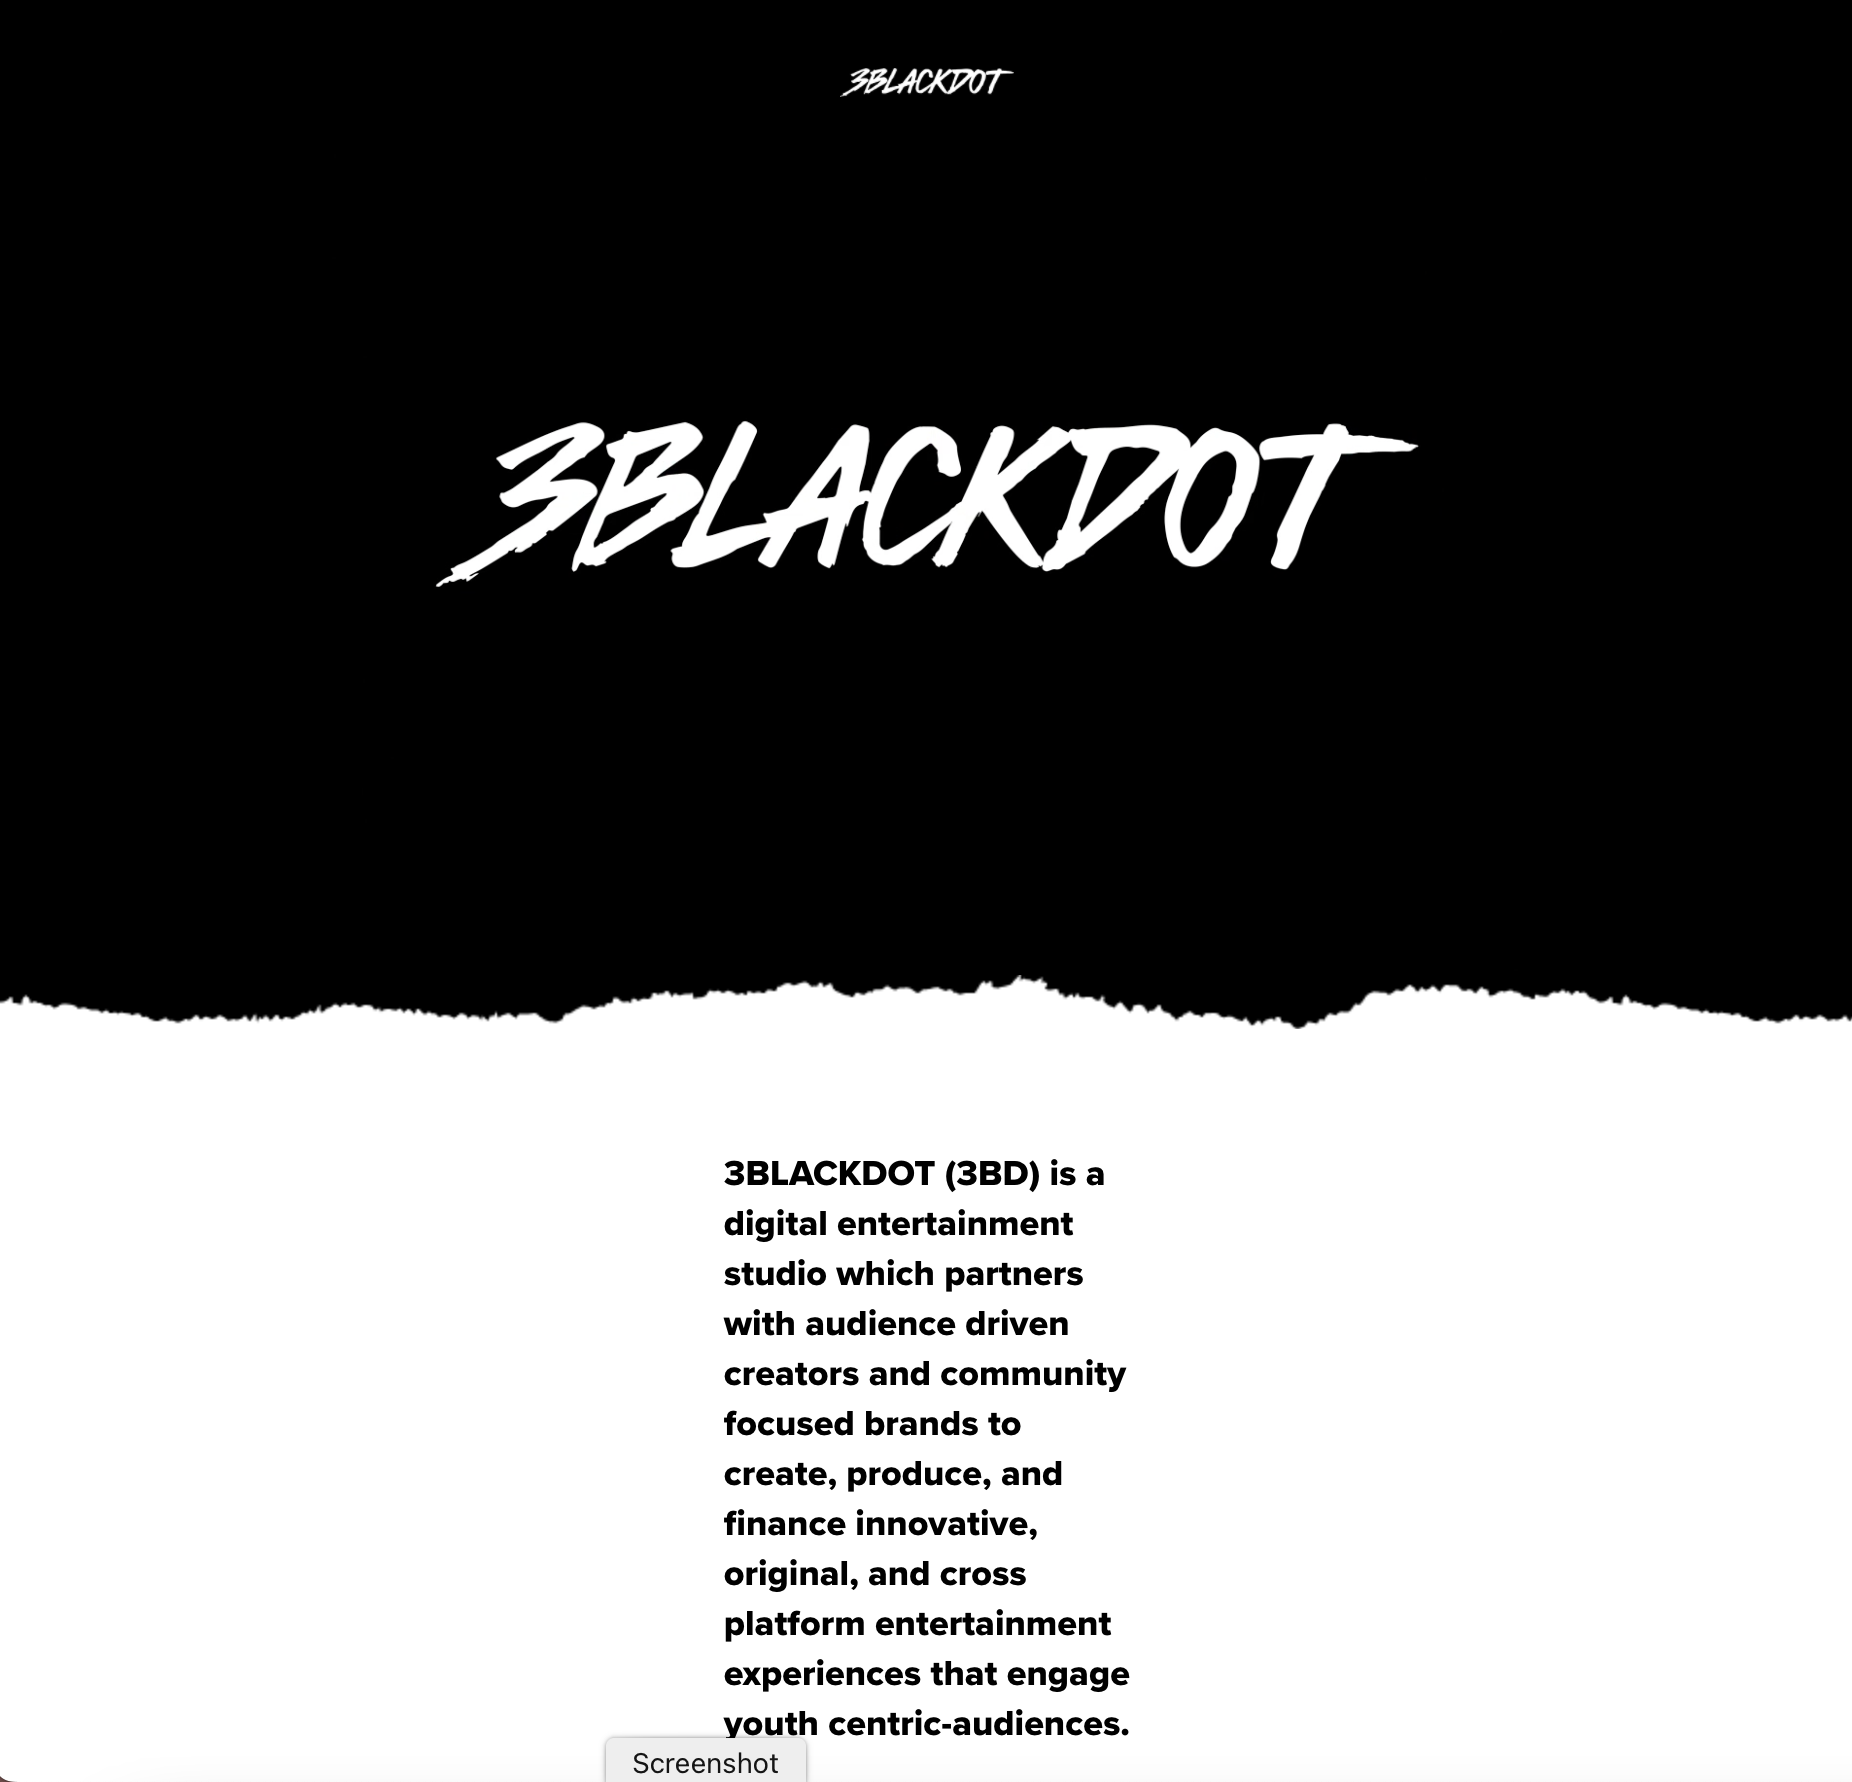 3BLACKDOT
3BLACKDOT
3BLACKDOT (3BD) is a
digital entertainment
studio which partners
with audience driven
creators and community
focused brands to
create, produce, and
finance innovative,
original, and cross
platform entertainment
experiences that engage
youth centric-audiences.
Screenshot